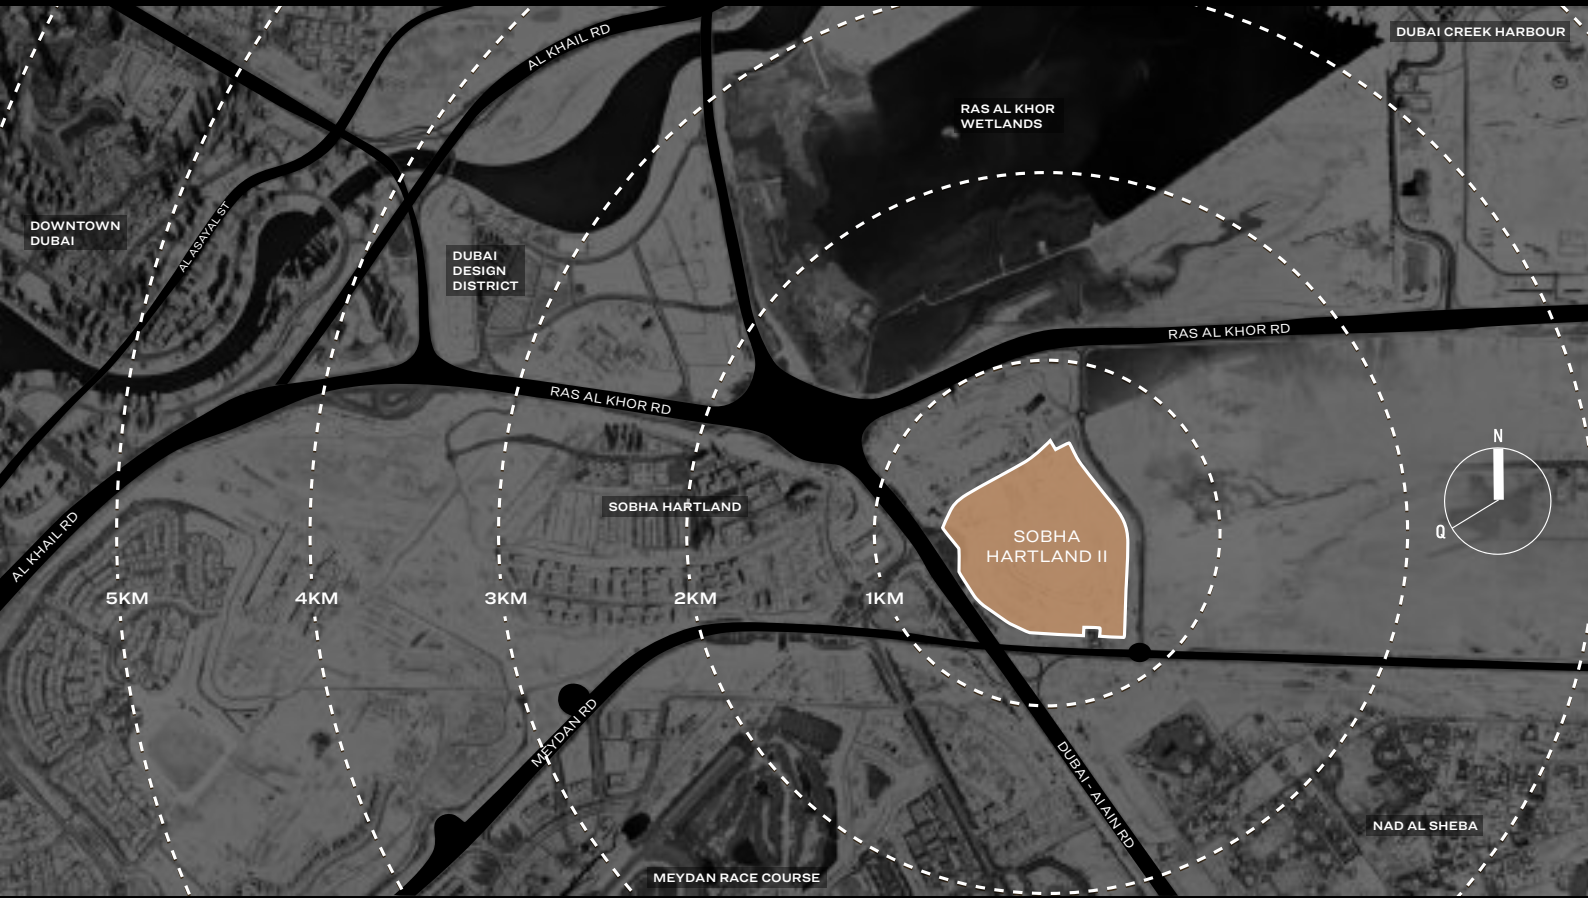 DUBAI CREEK HARBOUR
AL KHAIL RD
RAS AL KHOR
WETLANDS
DOWNTOWN
DUBAI
AL ASAYAL ST
DUBAI
DESIGN
DISTRICT
RAS AL KHOR RD
RAS AL KHOR RD
N
Q
SOBHA HARTLAND
SOBHA
HARTLAND II
AL KHAIL RD
5KM
4KM
3KM
2KM
1KM
MEYDAN RD
DUBAI - Al AIN RD
NAD AL SHEBA
MEYDAN RACE COURSE